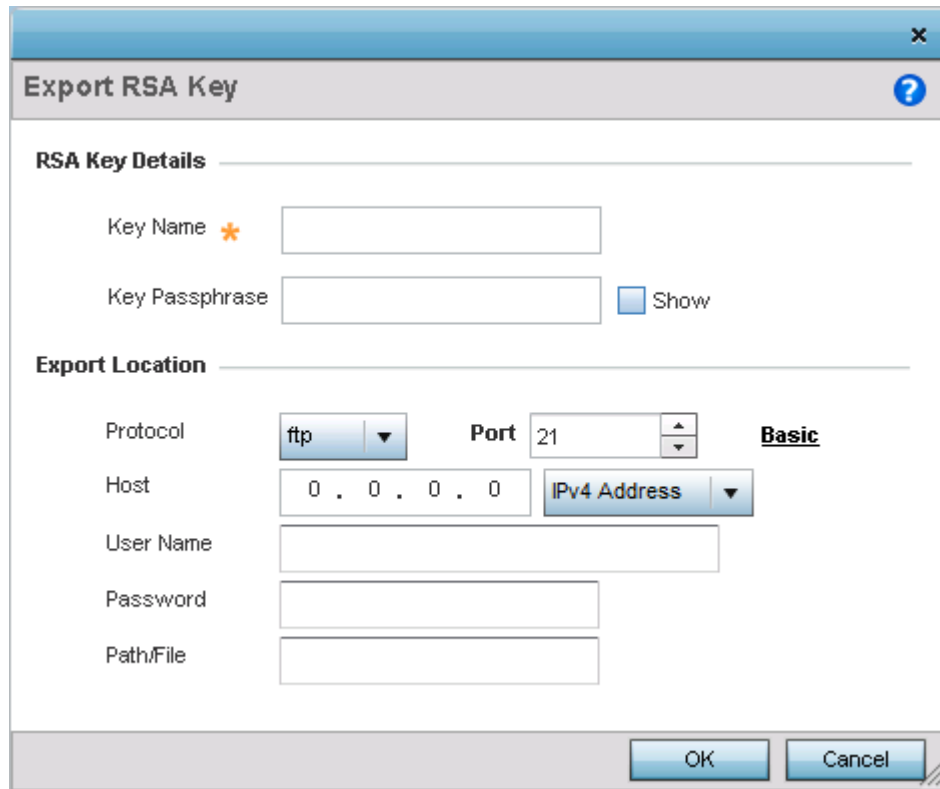 Export RSA Key
RSA Key Details
Key Name *
Key Passphrase Show
Export Location
Protocol ftp Port 21 Basic
Host 0 . 0 . 0 . 0 IPv4 Address
User Name
Password
Path/File
OK Cancel